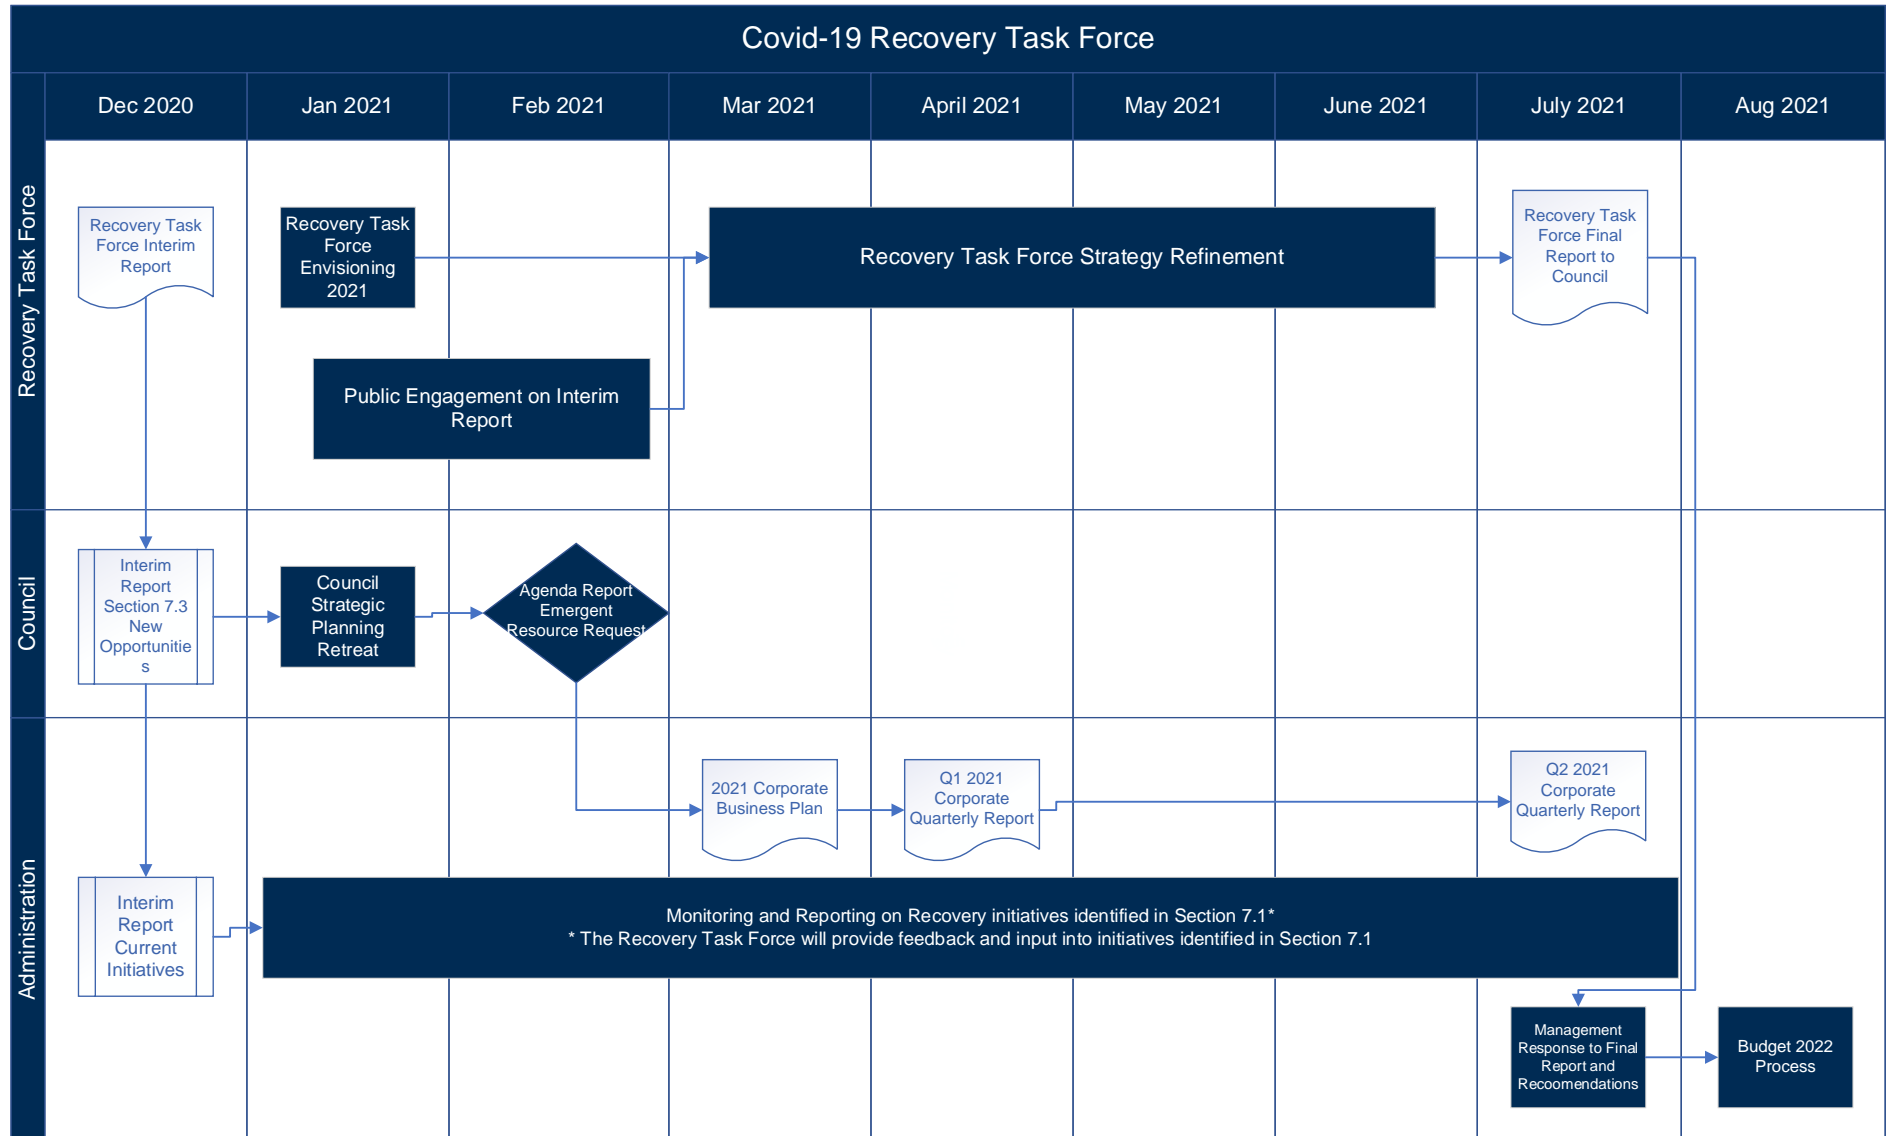 Covid-19 Recovery Task Force
Dec 2020
Jan 2021
Feb 2021
Mar 2021
April 2021
May 2021
June 2021
July 2021
Aug 2021
Recovery Task Force
Recovery Task
Force Interim
Report
Recovery Task
Force
Envisioning
2021
Recovery Task Force Strategy Refinement
Recovery Task
Force Final
Report to
Council
Public Engagement on Interim
Report
Council
Interim
Report
Section 7.3
New
Opportunitie
s
Council
Strategic
Planning
Retreat
Agenda Report
Emergent
Resource Request
Administration
2021 Corporate
Business Plan
Q1 2021
Corporate
Quarterly Report
Q2 2021
Corporate
Quarterly Report
Interim
Report
Current
Initiatives
Monitoring and Reporting on Recovery initiatives identified in Section 7.1*
* The Recovery Task Force will provide feedback and input into initiatives identified in Section 7.1
Management
Response to Final
Report and
Recoomendations
Budget 2022
Process